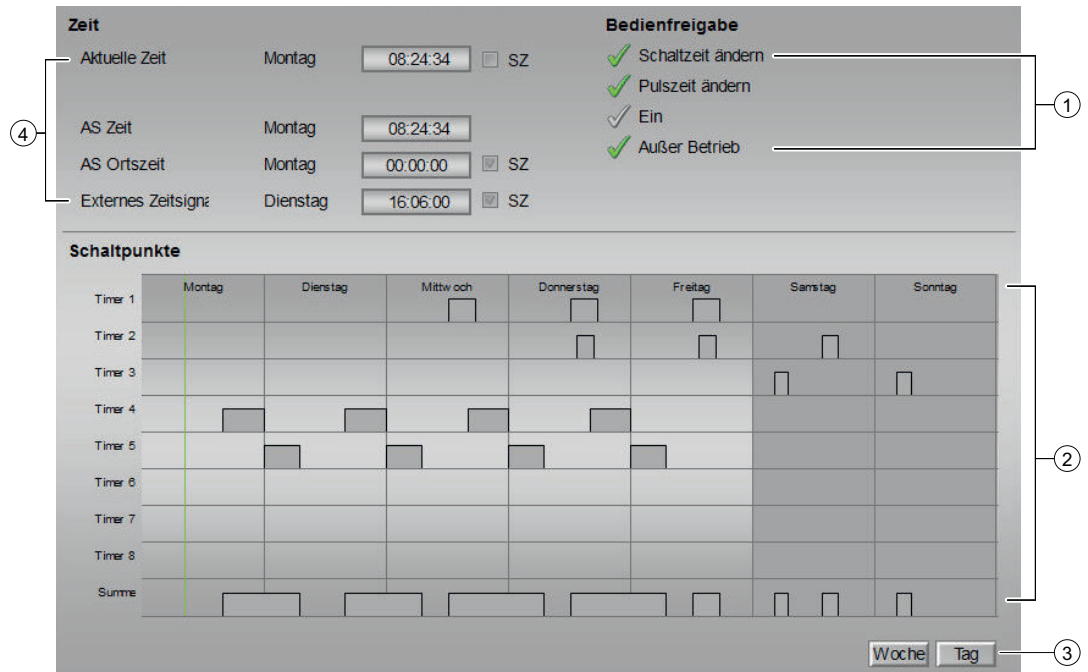 Zeit
Bedienfreigabe
Aktuelle Zeit Montag 08:24:34 SZ
Schaltzeit ändern
Pulszeit ändern
Ein
Außer Betrieb
AS Zeit Montag 08:24:34
AS Ortszeit Montag 00:00:00 SZ
Externes Zeitsigna Dienstag 16:06:00 SZ
1
4
Schaltpunkte
Montag Dienstag Mittwoch Donnerstag Freitag Samstag Sonntag
Timer 1
Timer 2
Timer 3
Timer 4
Timer 5
Timer 6
Timer 7
Timer 8
Summe
2
Woche Tag
3